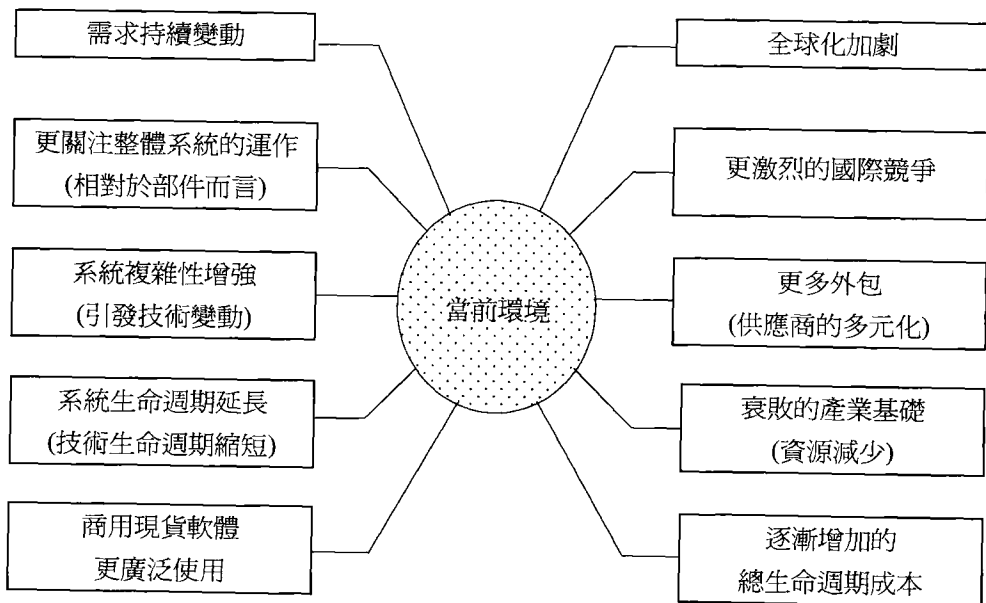 需求持續變動
更關注整體系統的運作
(相對於部件而言)
系統複雜性增強
(引發技術變動)
系統生命週期延長
(技術生命週期縮短)
商用現貨軟體
更廣泛使用
當前環境
全球化加劇
更激烈的國際競爭
更多外包
(供應商的多元化)
衰敗的產業基礎
(資源減少)
逐漸增加的
總生命週期成本